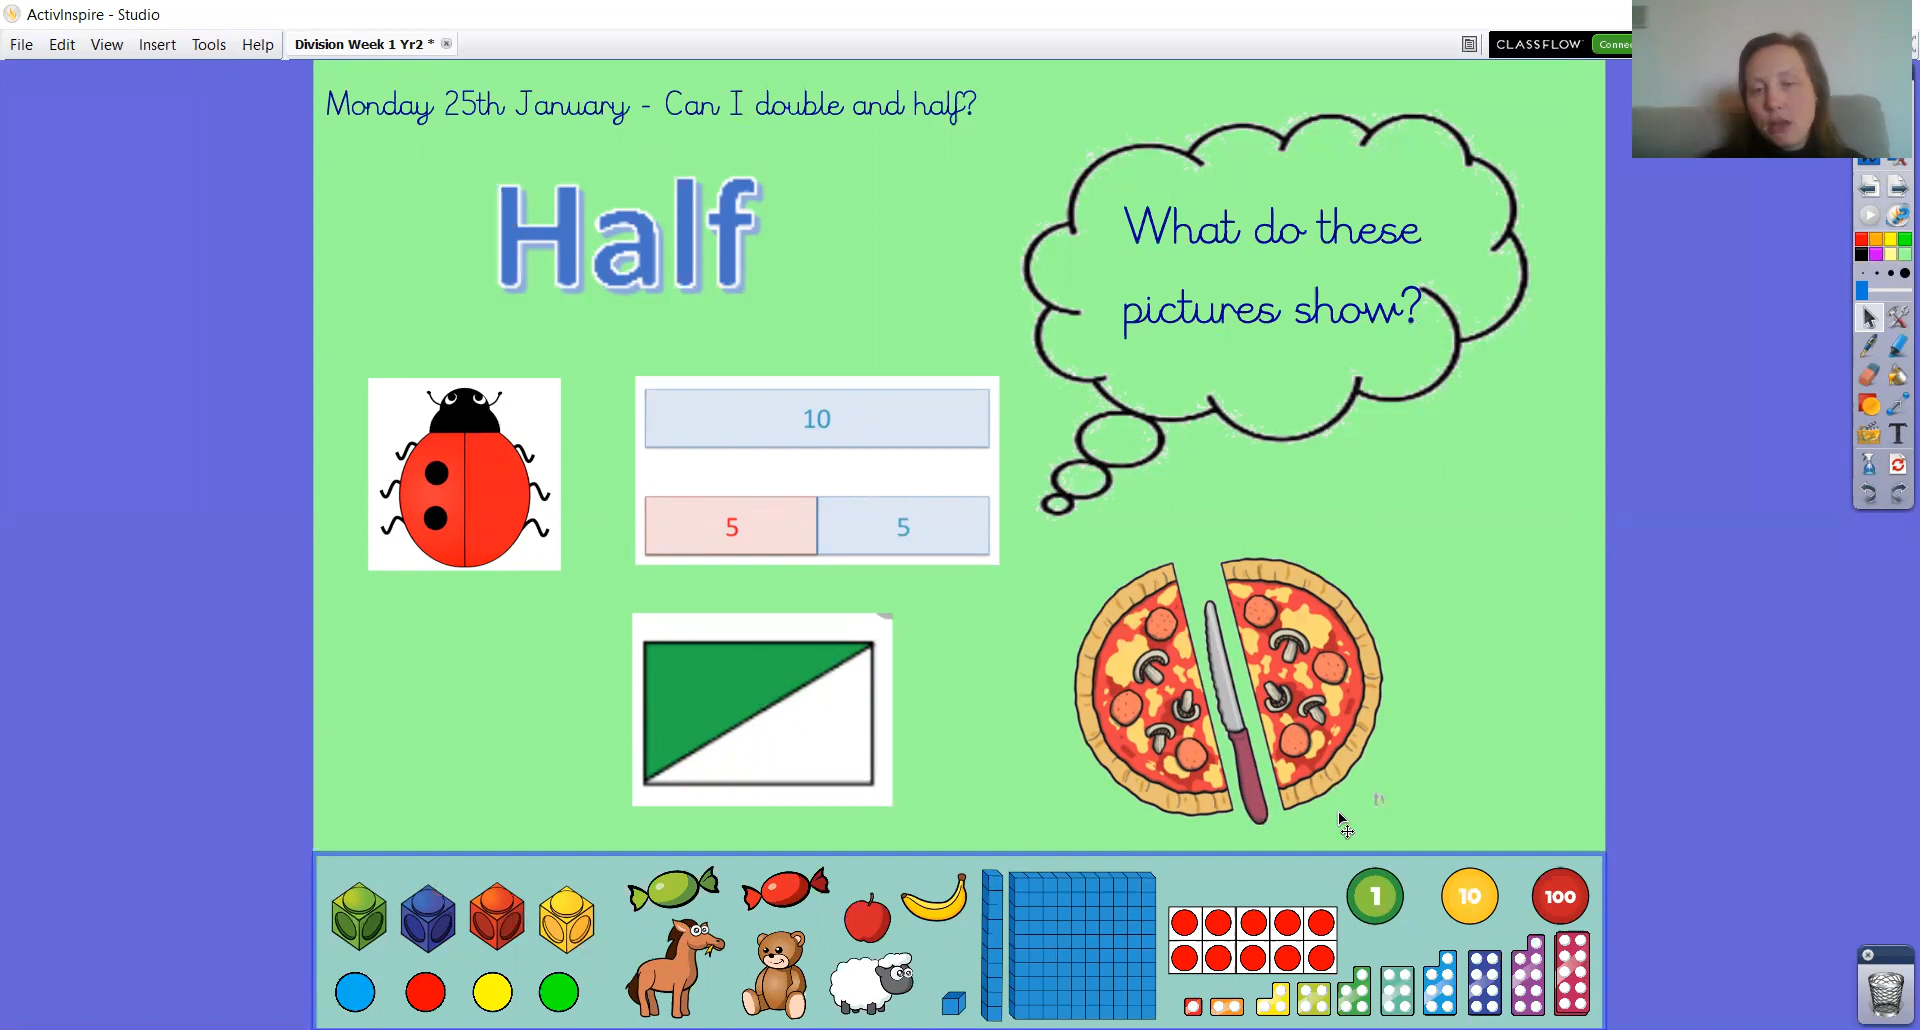 ActivInspire - Studio
File Edit View Insert Tools Help
Division Week 1 Yr2 *
CLASSFLOW
Monday 25th January - Can I double and half?
Half
What do these
pictures show?
10
5 5
1 10 100
T